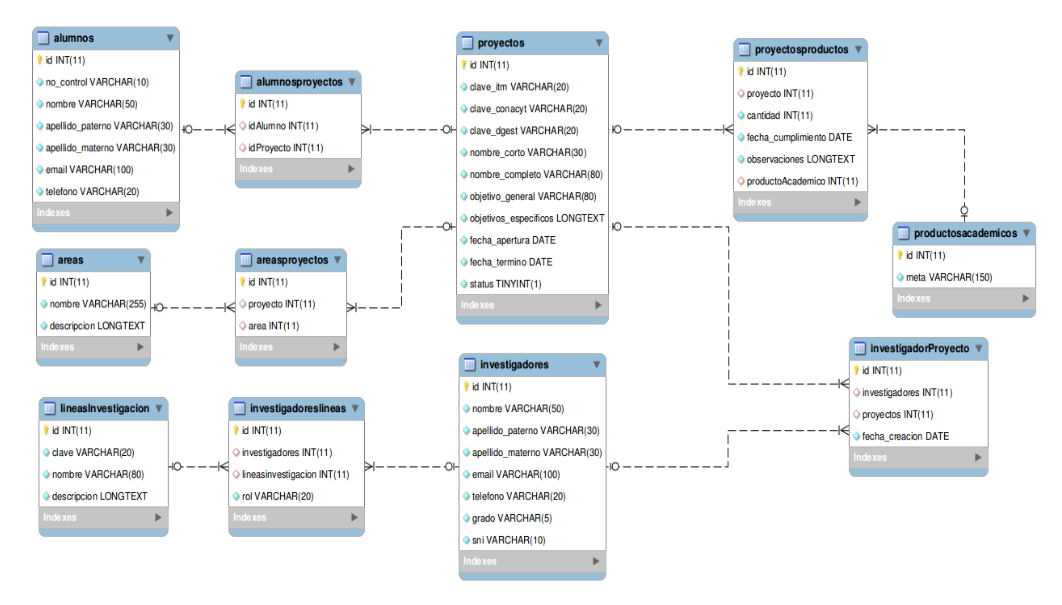 alumnos
id INT(11)
no_control VARCHAR(10)
nombre VARCHAR(50)
apellido_paterno VARCHAR(30)
apellido_materno VARCHAR(30)
email VARCHAR(100)
telefono VARCHAR(20)
Indexes
alumnosproyectos
id INT(11)
idAlumno INT(11)
idProyecto INT(11)
Indexes
proyectos
id INT(11)
clave_itm VARCHAR(20)
clave_conacyt VARCHAR(20)
clave_dgest VARCHAR(20)
nombre_corto VARCHAR(30)
nombre_completo VARCHAR(80)
objetivo_general VARCHAR(80)
objetivos_especificos LONGTEXT
fecha_apertura DATE
fecha_termino DATE
status TINYINT(1)
Indexes
proyectosproductos
id INT(11)
proyecto INT(11)
cantidad INT(11)
fecha_cumplimiento DATE
observaciones LONGTEXT
productoAcademico INT(11)
Indexes
productosacademicos
id INT(11)
meta VARCHAR(150)
Indexes
areas
id INT(11)
nombre VARCHAR(255)
descripcion LONGTEXT
Indexes
areasproyectos
id INT(11)
proyecto INT(11)
area INT(11)
Indexes
investigadorProyecto
id INT(11)
investigadores INT(11)
proyectos INT(11)
fecha_creacion DATE
Indexes
lineasInvestigacion
id INT(11)
clave VARCHAR(20)
nombre VARCHAR(80)
descripcion LONGTEXT
Indexes
investigadoreslineas
id INT(11)
investigadores INT(11)
lineasinvestigacion INT(11)
rol VARCHAR(20)
Indexes
investigadores
id INT(11)
nombre VARCHAR(50)
apellido_paterno VARCHAR(30)
apellido_materno VARCHAR(30)
email VARCHAR(100)
telefono VARCHAR(20)
grado VARCHAR(5)
sni VARCHAR(10)
Indexes